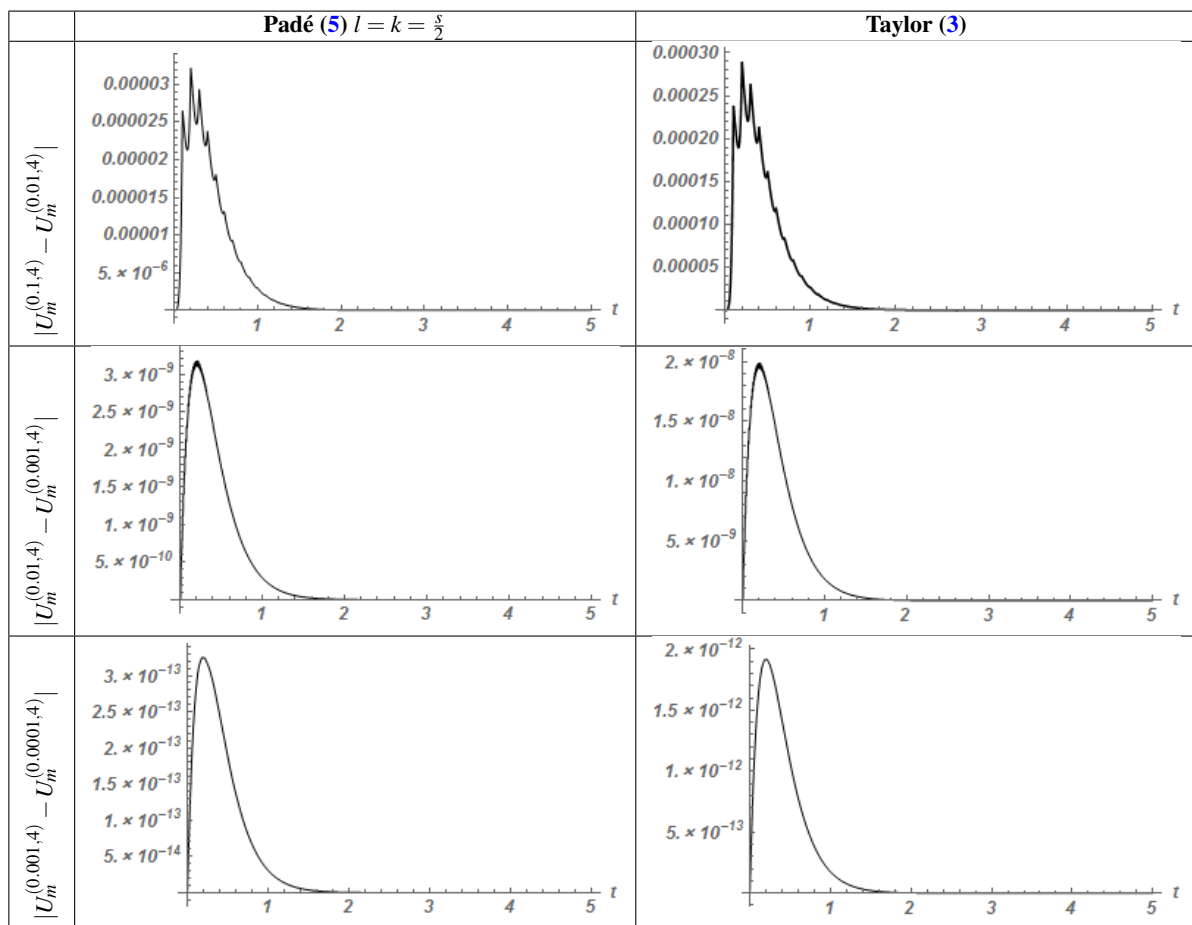 Padé (5) l = k = s/2
Taylor (3)
|U_m^(0.1,4) − U_m^(0.01,4)|
0.00003
0.000025
0.00002
0.000015
0.00001
5. × 10^−6
1 2 3 4 5 t
0.00030
0.00025
0.00020
0.00015
0.00010
0.00005
1 2 3 4 5 t
|U_m^(0.01,4) − U_m^(0.001,4)|
3. × 10^−9
2.5 × 10^−9
2. × 10^−9
1.5 × 10^−9
1. × 10^−9
5. × 10^−10
1 2 3 4 5 t
2. × 10^−8
1.5 × 10^−8
1. × 10^−8
5. × 10^−9
1 2 3 4 5 t
|U_m^(0.001,4) − U_m^(0.0001,4)|
3. × 10^−13
2.5 × 10^−13
2. × 10^−13
1.5 × 10^−13
1. × 10^−13
5. × 10^−14
1 2 3 4 5 t
2. × 10^−12
1.5 × 10^−12
1. × 10^−12
5. × 10^−13
1 2 3 4 5 t